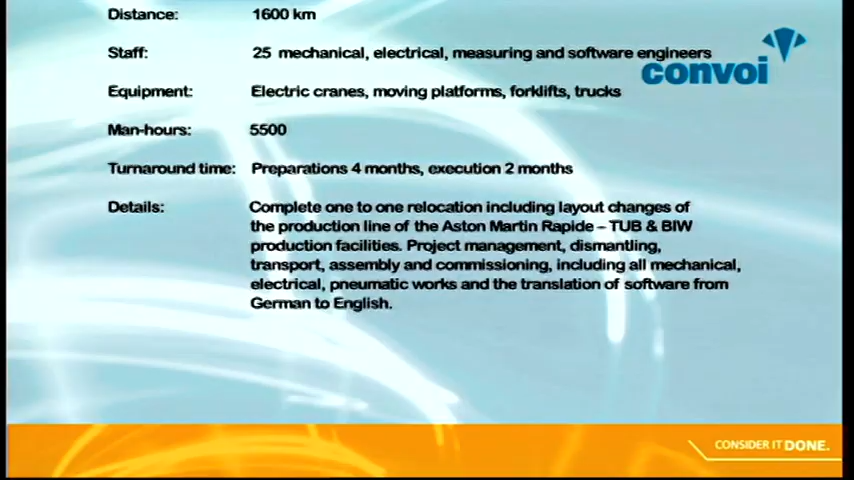 Distance: 1600 km
Staff: 25 mechanical, electrical, measuring and software engineers
convoi
Equipment: Electric cranes, moving platforms, forklifts, trucks
Man-hours: 5500
Turnaround time: Preparations 4 months, execution 2 months
Details: Complete one to one relocation including layout changes of
the production line of the Aston Martin Rapide – TUB & BIW
production facilities. Project management, dismantling,
transport, assembly and commissioning, including all mechanical,
electrical, pneumatic works and the translation of software from
German to English.
CONSIDER IT DONE.